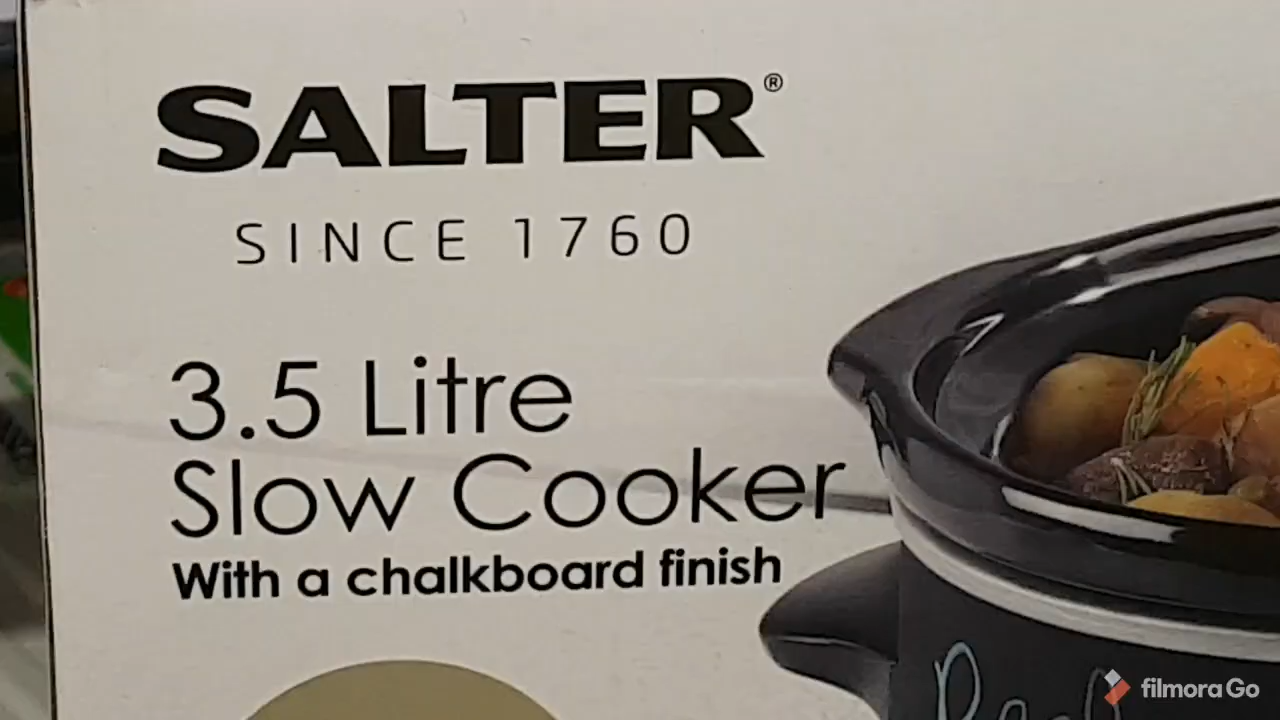 SALTER®
SINCE 1760
3.5 Litre
Slow Cooker
With a chalkboard finish
filmoraGo